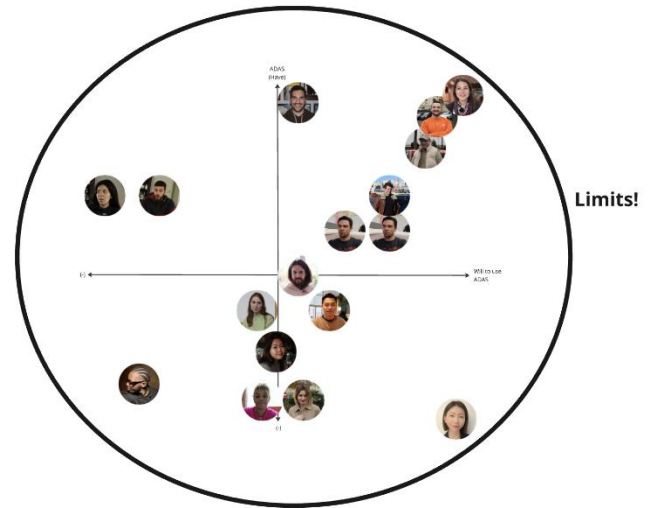 ADAS
(Have)
Limits!
(-)
Will to use
ADAS
(-)